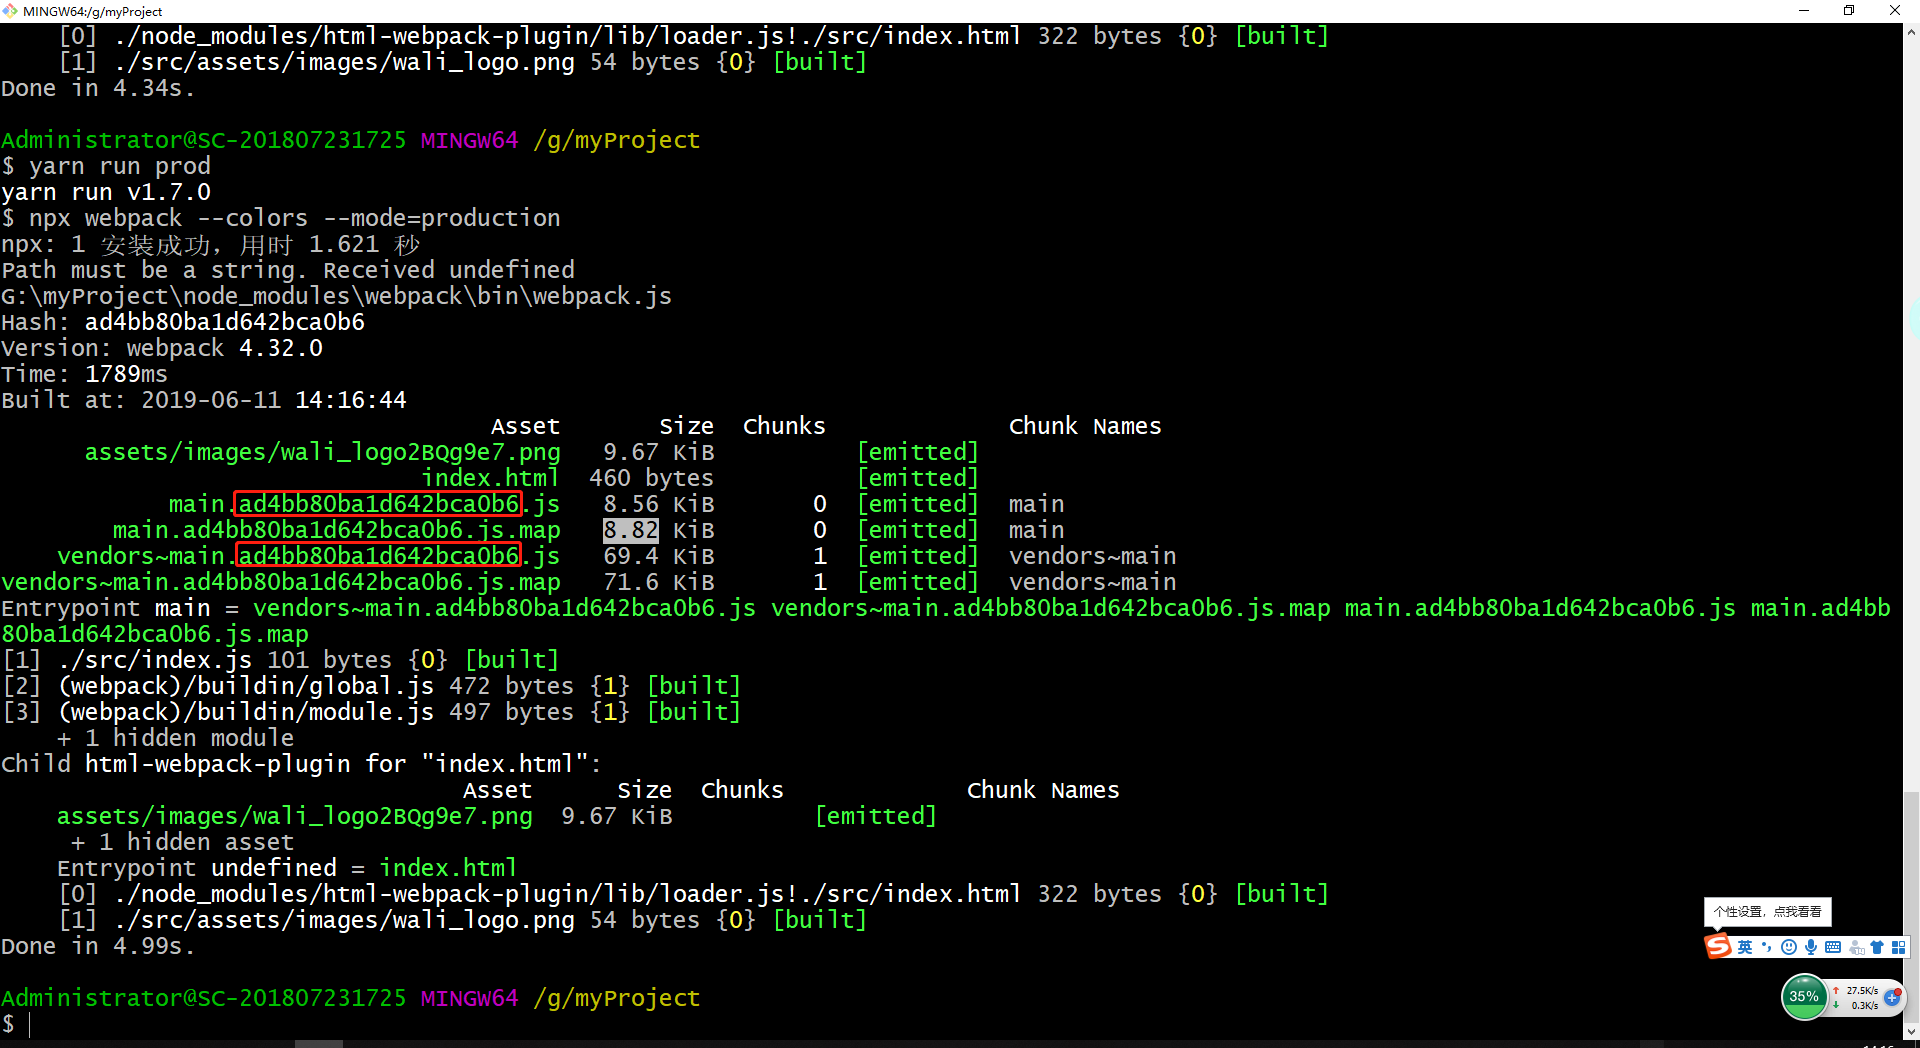 MINGW64:/g/myProject
[0] ./node_modules/html-webpack-plugin/lib/loader.js!./src/index.html 322 bytes {0} [built]
[1] ./src/assets/images/wali_logo.png 54 bytes {0} [built]
Done in 4.34s.
Administrator@SC-201807231725 MINGW64 /g/myProject
$ yarn run prod
yarn run v1.7.0
$ npx webpack --colors --mode=production
npx: 1 安装成功，用时 1.621 秒
Path must be a string. Received undefined
G:\myProject\node_modules\webpack\bin\webpack.js
Hash: ad4bb80ba1d642bca0b6
Version: webpack 4.32.0
Time: 1789ms
Built at: 2019-06-11 14:16:44
Asset Size Chunks Chunk Names
assets/images/wali_logo2BQg9e7.png 9.67 KiB [emitted]
index.html 460 bytes [emitted]
main.ad4bb80ba1d642bca0b6.js 8.56 KiB 0 [emitted] main
main.ad4bb80ba1d642bca0b6.js.map 8.82 KiB 0 [emitted] main
vendors~main.ad4bb80ba1d642bca0b6.js 69.4 KiB 1 [emitted] vendors~main
vendors~main.ad4bb80ba1d642bca0b6.js.map 71.6 KiB 1 [emitted] vendors~main
Entrypoint main = vendors~main.ad4bb80ba1d642bca0b6.js vendors~main.ad4bb80ba1d642bca0b6.js.map main.ad4bb80ba1d642bca0b6.js main.ad4bb
80ba1d642bca0b6.js.map
[1] ./src/index.js 101 bytes {0} [built]
[2] (webpack)/buildin/global.js 472 bytes {1} [built]
[3] (webpack)/buildin/module.js 497 bytes {1} [built]
+ 1 hidden module
Child html-webpack-plugin for "index.html":
Asset Size Chunks Chunk Names
assets/images/wali_logo2BQg9e7.png 9.67 KiB [emitted]
+ 1 hidden asset
Entrypoint undefined = index.html
[0] ./node_modules/html-webpack-plugin/lib/loader.js!./src/index.html 322 bytes {0} [built]
[1] ./src/assets/images/wali_logo.png 54 bytes {0} [built]
Done in 4.99s.
个性设置，点我看看
英
Administrator@SC-201807231725 MINGW64 /g/myProject
35%
27.5K/s
0.3K/s
$